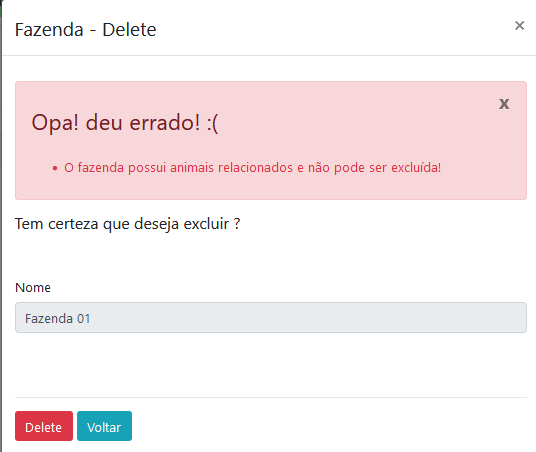 Fazenda - Delete ×
x
Opa! deu errado! :(
• O fazenda possui animais relacionados e não pode ser excluída!
Tem certeza que deseja excluir ?
Nome
Fazenda 01
Delete Voltar